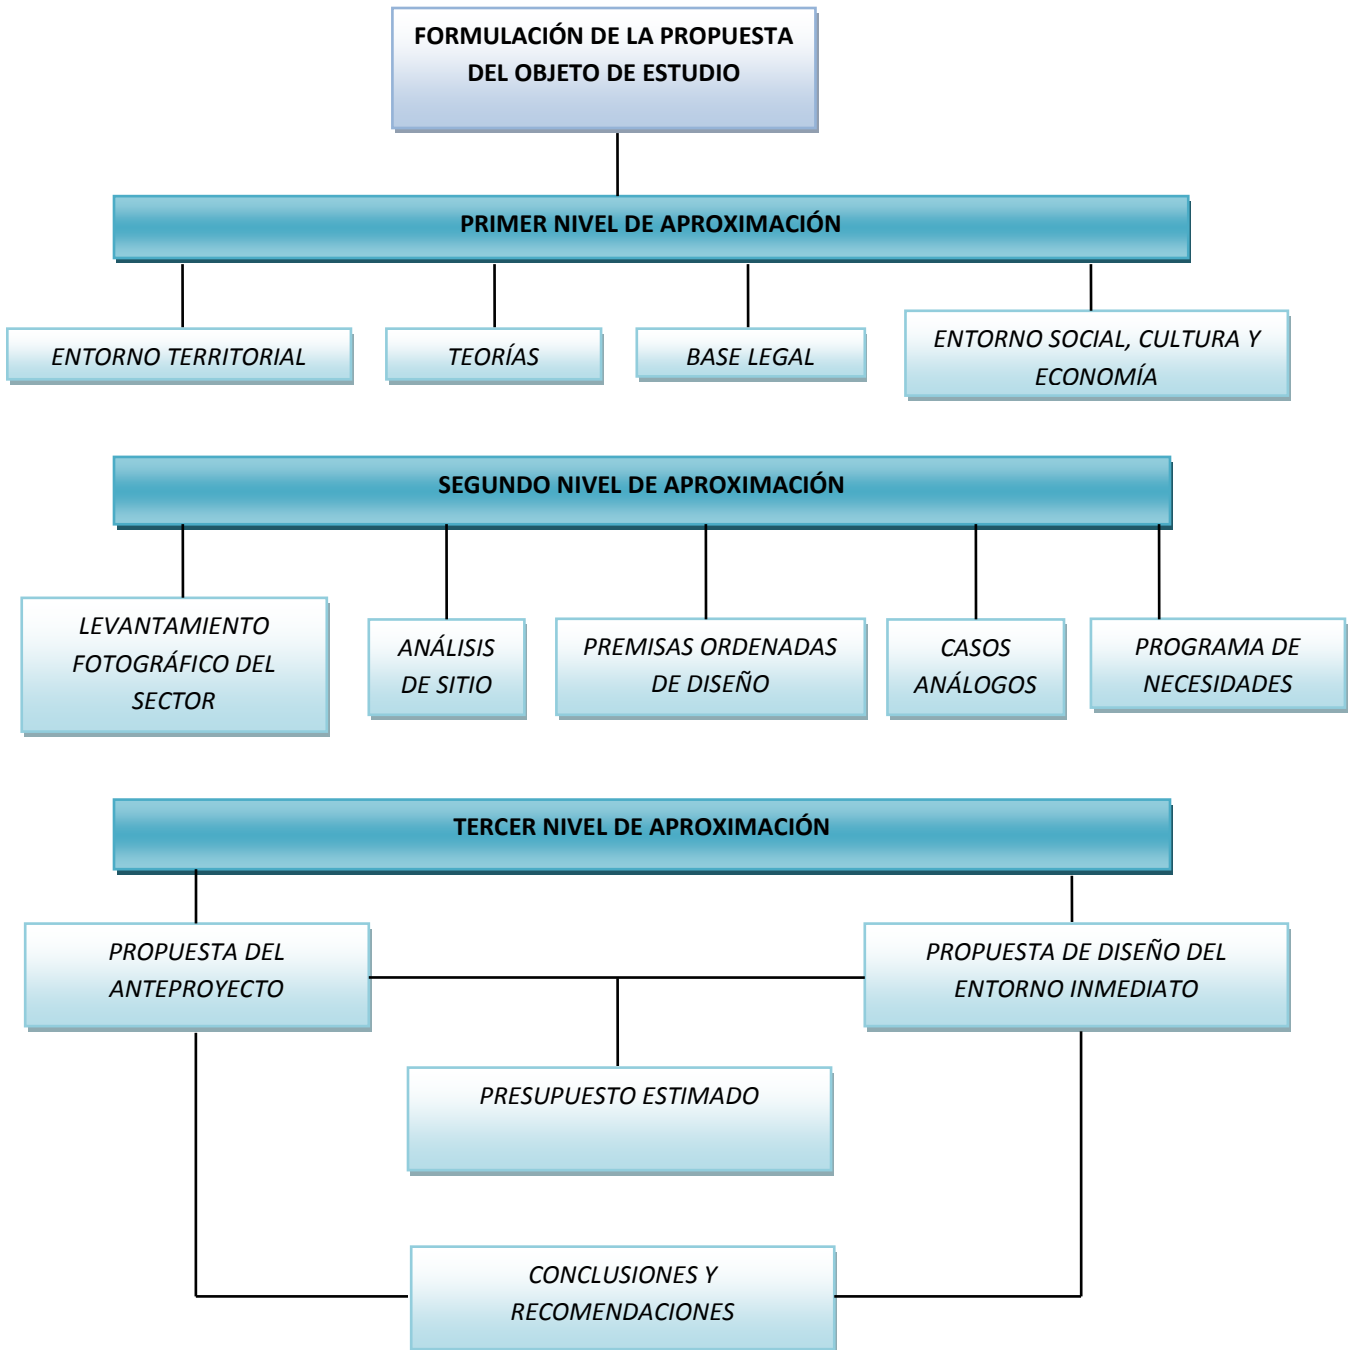 FORMULACIÓN DE LA PROPUESTA
DEL OBJETO DE ESTUDIO
PRIMER NIVEL DE APROXIMACIÓN
ENTORNO TERRITORIAL
TEORÍAS
BASE LEGAL
ENTORNO SOCIAL, CULTURA Y
ECONOMÍA
SEGUNDO NIVEL DE APROXIMACIÓN
LEVANTAMIENTO
FOTOGRÁFICO DEL
SECTOR
ANÁLISIS
DE SITIO
PREMISAS ORDENADAS
DE DISEÑO
CASOS
ANÁLOGOS
PROGRAMA DE
NECESIDADES
TERCER NIVEL DE APROXIMACIÓN
PROPUESTA DEL
ANTEPROYECTO
PROPUESTA DE DISEÑO DEL
ENTORNO INMEDIATO
PRESUPUESTO ESTIMADO
CONCLUSIONES Y
RECOMENDACIONES